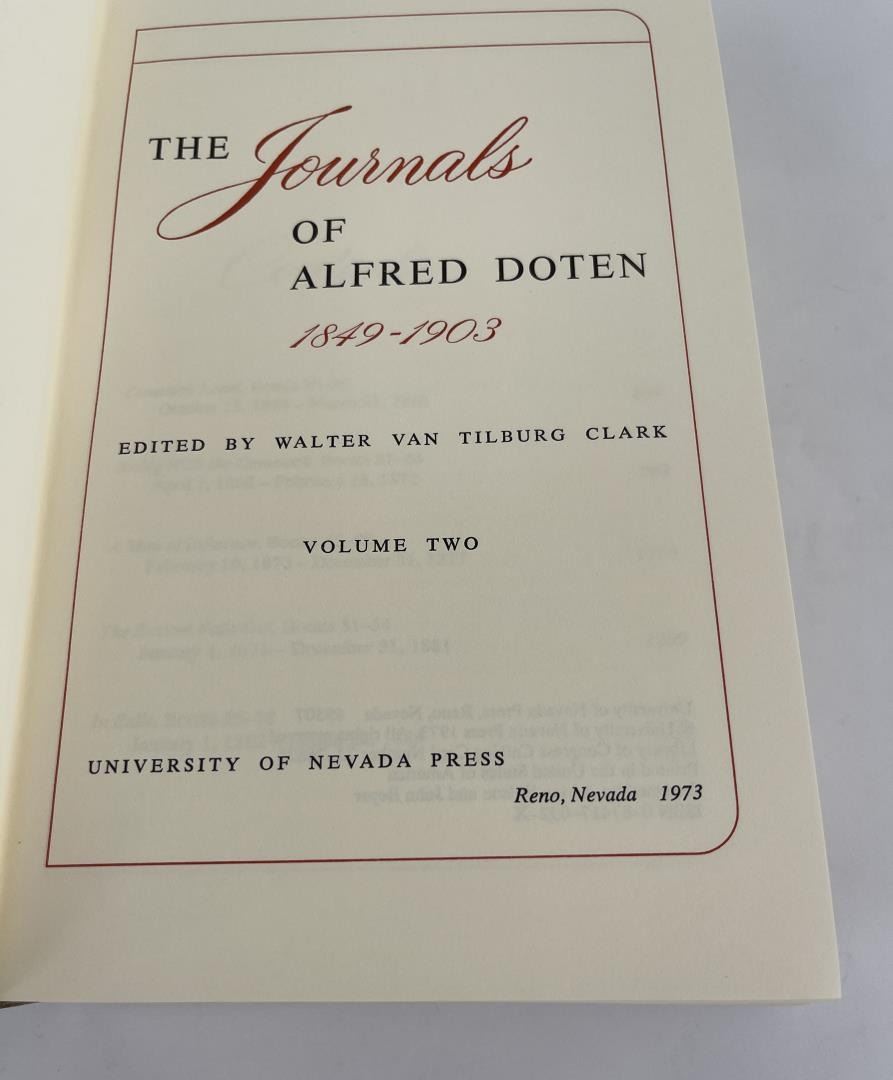 THE Journals
OF
ALFRED DOTEN
1849-1903
EDITED BY WALTER VAN TILBURG CLARK
VOLUME TWO
UNIVERSITY OF NEVADA PRESS
Reno, Nevada 1973